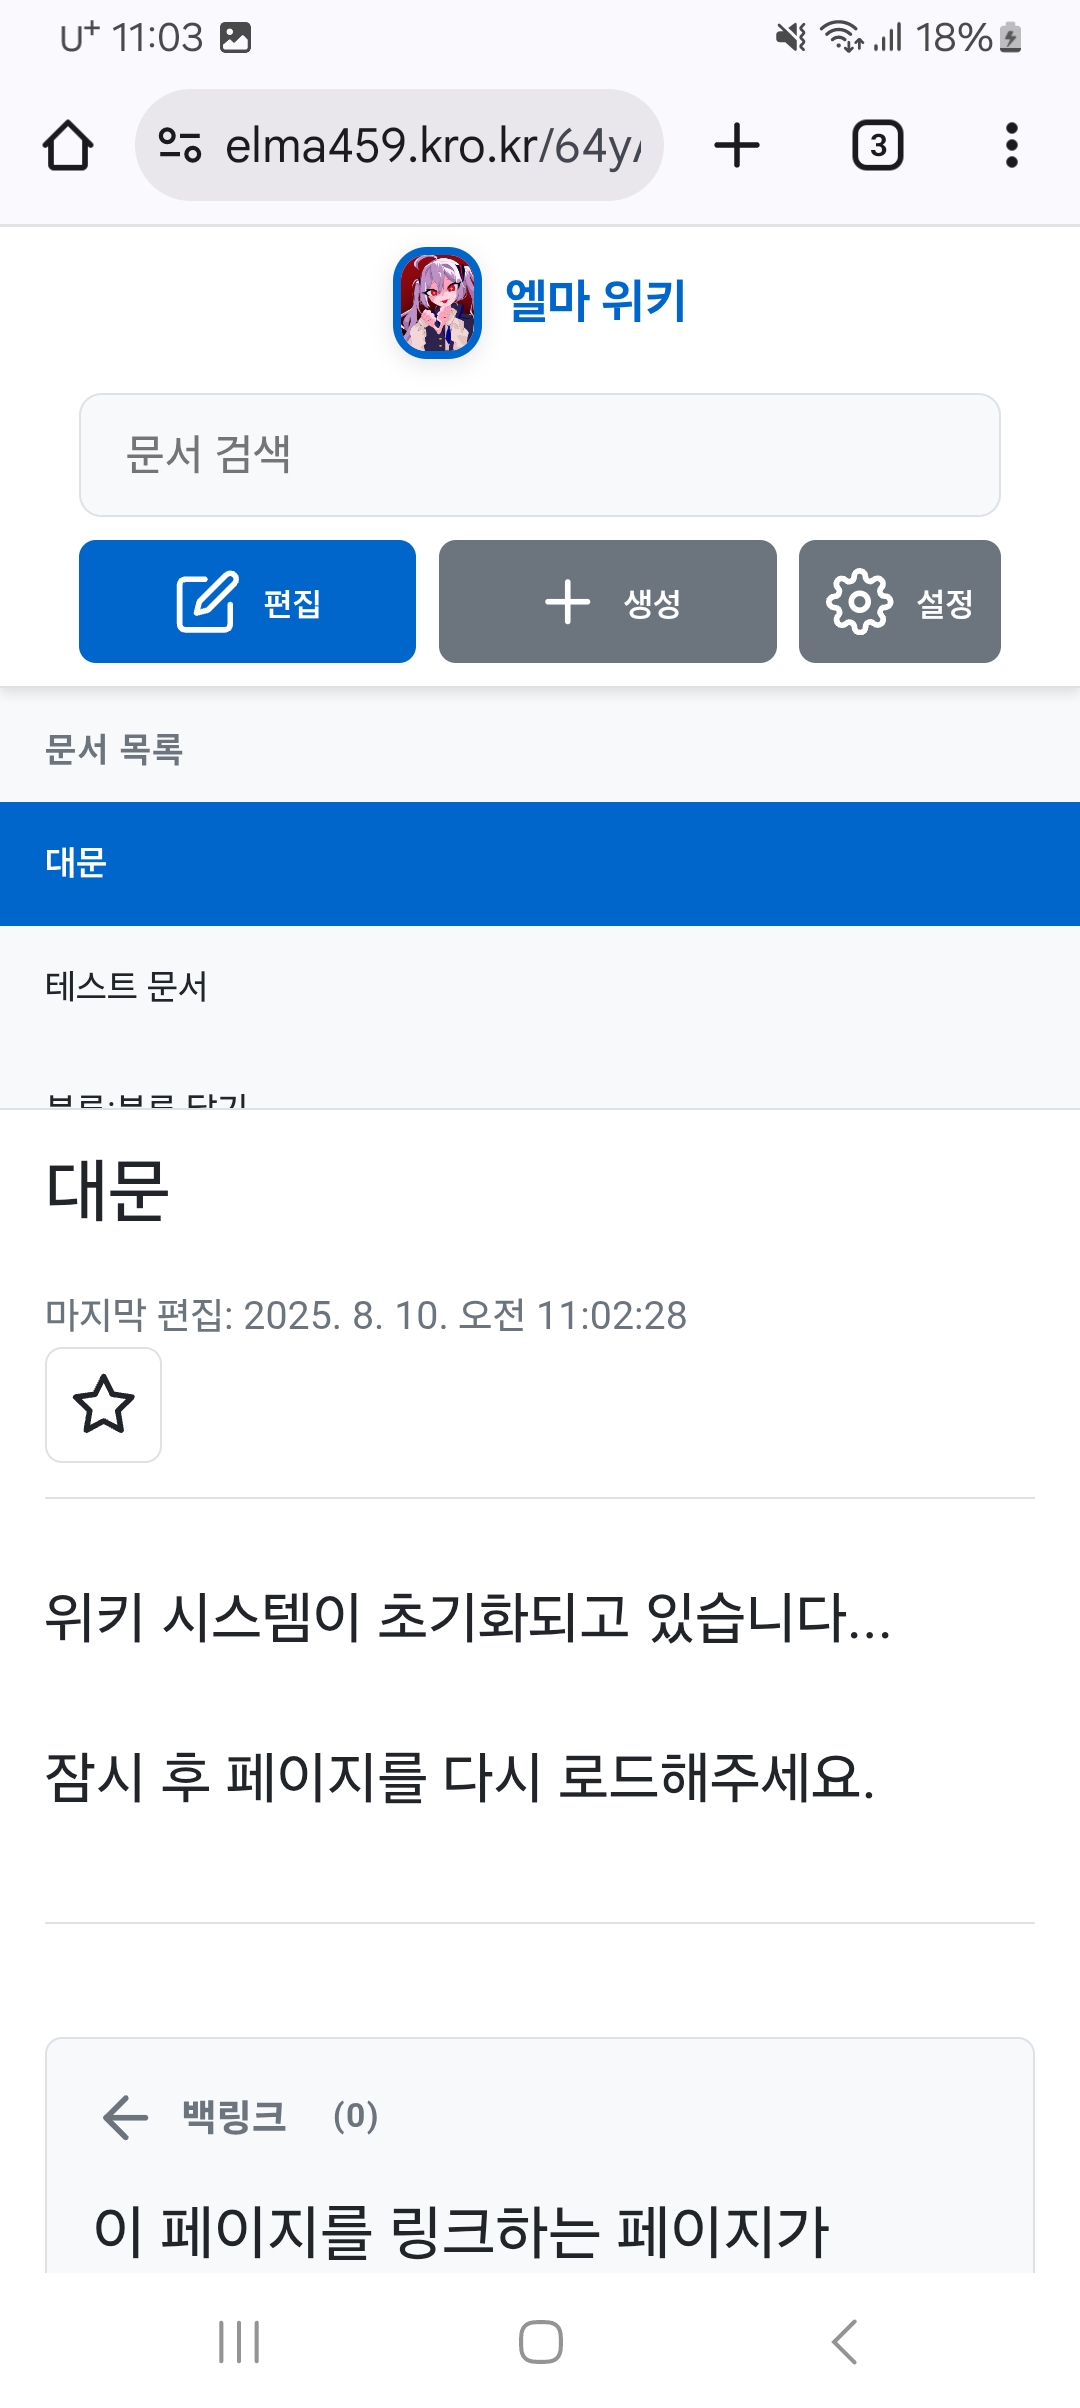 U+ 11:03 18%
elma459.kro.kr/64y
3
엘마 위키
문서 검색
편집 생성 설정
문서 목록
대문
테스트 문서
대문
마지막 편집: 2025. 8. 10. 오전 11:02:28
위키 시스템이 초기화되고 있습니다...
잠시 후 페이지를 다시 로드해주세요.
백링크 (0)
이 페이지를 링크하는 페이지가